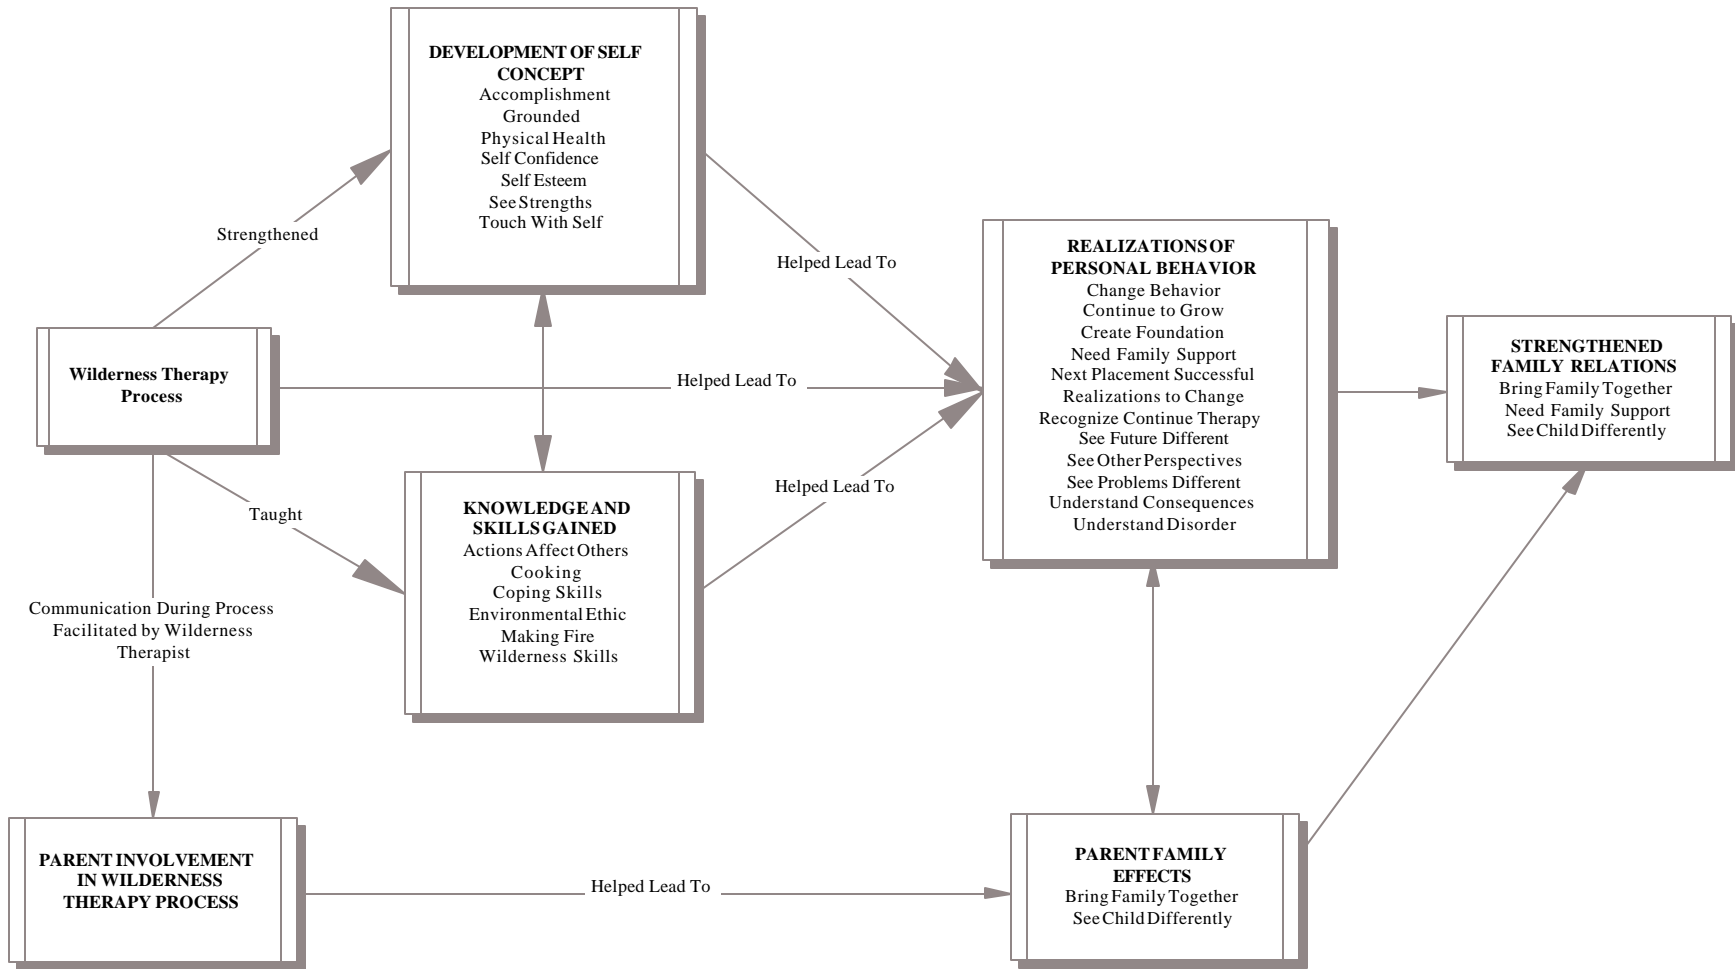 DEVELOPMENT OF SELF
CONCEPT
Accomplishment
Grounded
Physical Health
Self Confidence
Self Esteem
See Strengths
Touch With Self
Strengthened
Helped Lead To
Wilderness Therapy
Process
Helped Lead To
REALIZATIONS OF
PERSONAL BEHAVIOR
Change Behavior
Continue to Grow
Create Foundation
Need Family Support
Next Placement Successful
Realizations to Change
Recognize Continue Therapy
See Future Different
See Other Perspectives
See Problems Different
Understand Consequences
Understand Disorder
STRENGTHENED
FAMILY RELATIONS
Bring Family Together
Need Family Support
See Child Differently
Taught
KNOWLEDGE AND
SKILLS GAINED
Actions Affect Others
Cooking
Coping Skills
Environmental Ethic
Making Fire
Wilderness Skills
Helped Lead To
Communication During Process
Facilitated by Wilderness
Therapist
PARENT INVOLVEMENT
IN WILDERNESS
THERAPY PROCESS
Helped Lead To
PARENT FAMILY
EFFECTS
Bring Family Together
See Child Differently